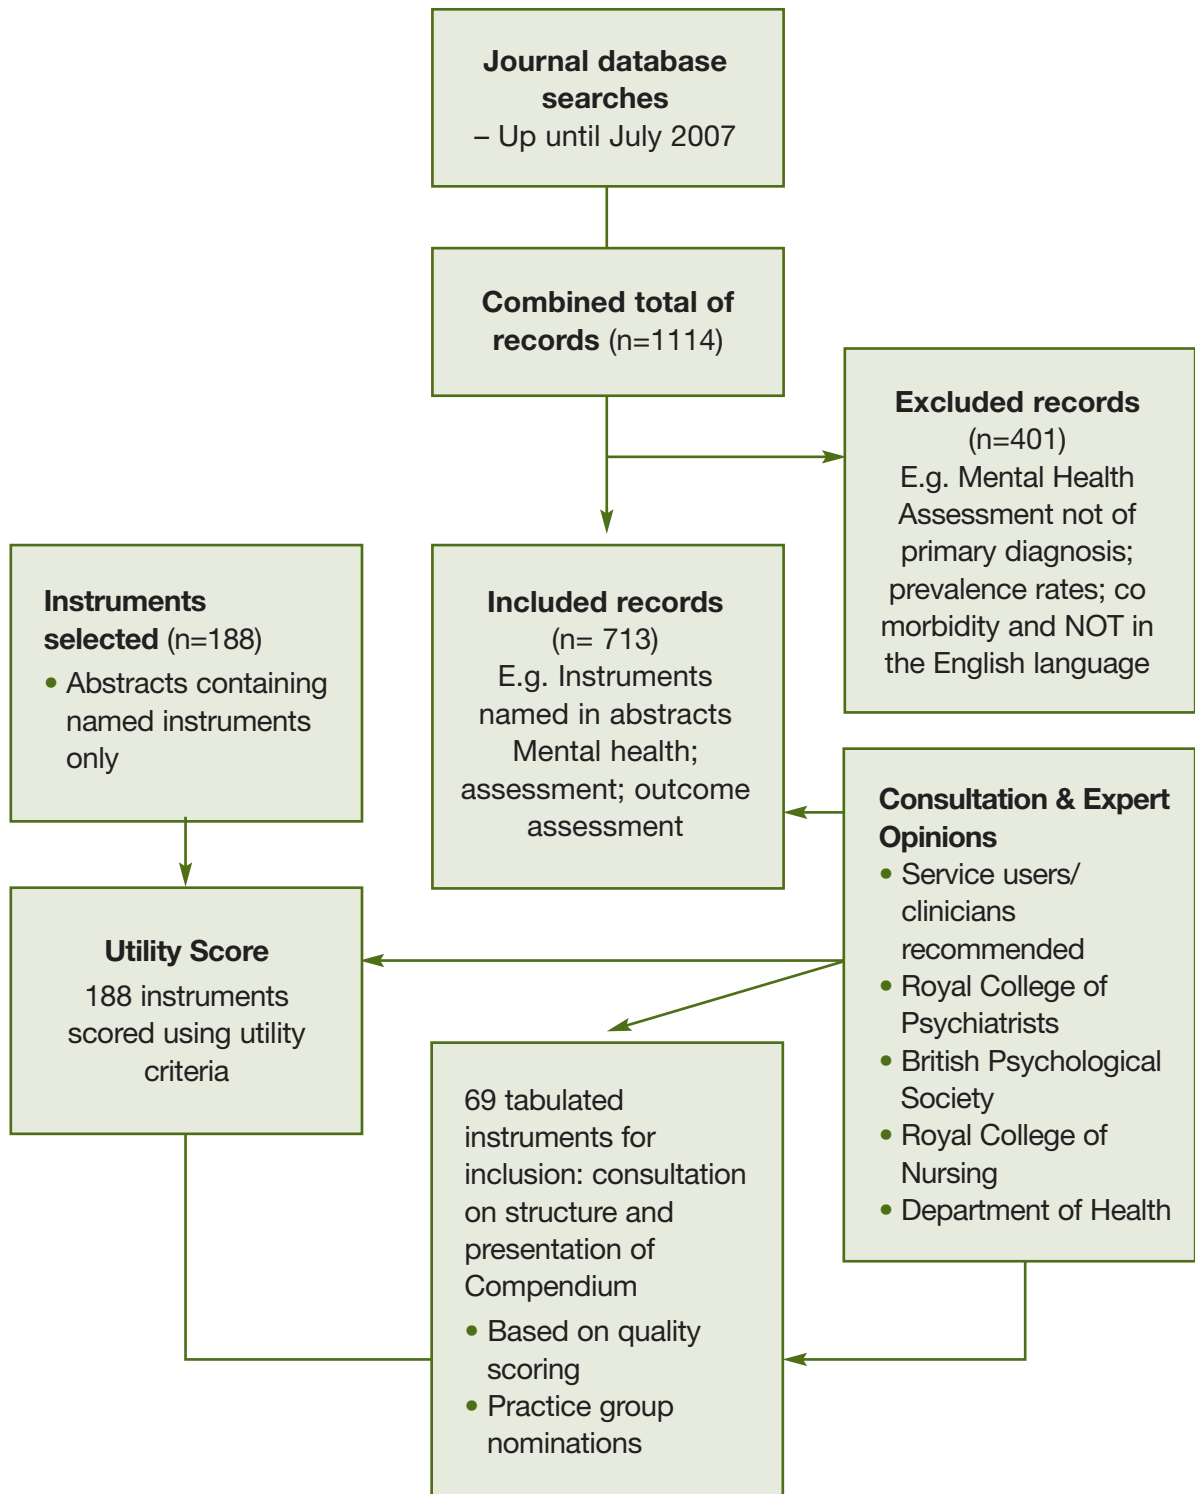 Journal database
searches
– Up until July 2007
Combined total of
records (n=1114)
Excluded records
(n=401)
E.g. Mental Health
Assessment not of
primary diagnosis;
prevalence rates; co
morbidity and NOT in
the English language
Instruments
selected (n=188)
• Abstracts containing
named instruments
only
Included records
(n= 713)
E.g. Instruments
named in abstracts
Mental health;
assessment; outcome
assessment
Consultation & Expert
Opinions
• Service users/
clinicians
recommended
• Royal College of
Psychiatrists
• British Psychological
Society
• Royal College of
Nursing
• Department of Health
Utility Score
188 instruments
scored using utility
criteria
69 tabulated
instruments for
inclusion: consultation
on structure and
presentation of
Compendium
• Based on quality
scoring
• Practice group
nominations